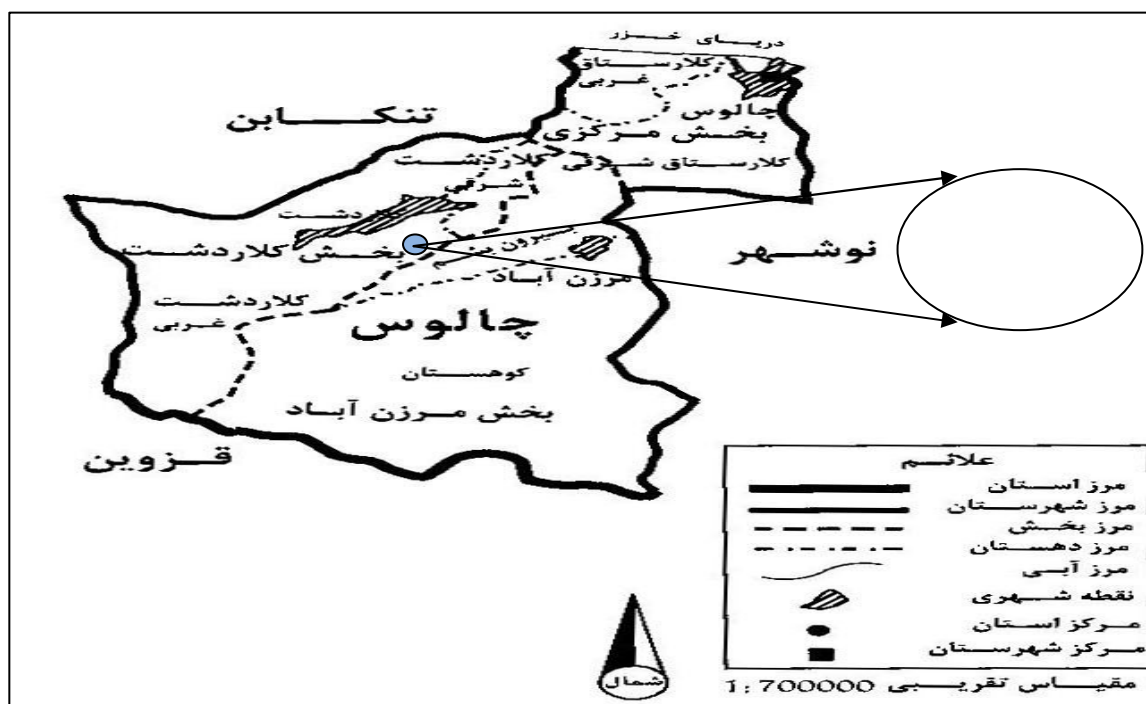 دریای خزر
کلارستاق
غربی
چالوس
بخش مرکزی
کلارستاق شرقی
تنکابن
کلاردشت
شرقی
دشت
بخش کلاردشت
بیرون بشم
مرزن آباد
نوشهر
کلاردشت
غربی
چالوس
کوهستان
بخش مرزن آباد
قزوین
علائم
مرز استان
مرز شهرستان
مرز بخش
مرز دهستان
مرز آبی
نقطه شهری
مرکز استان
مرکز شهرستان
شمال
مقیاس تقریبی 1:700000